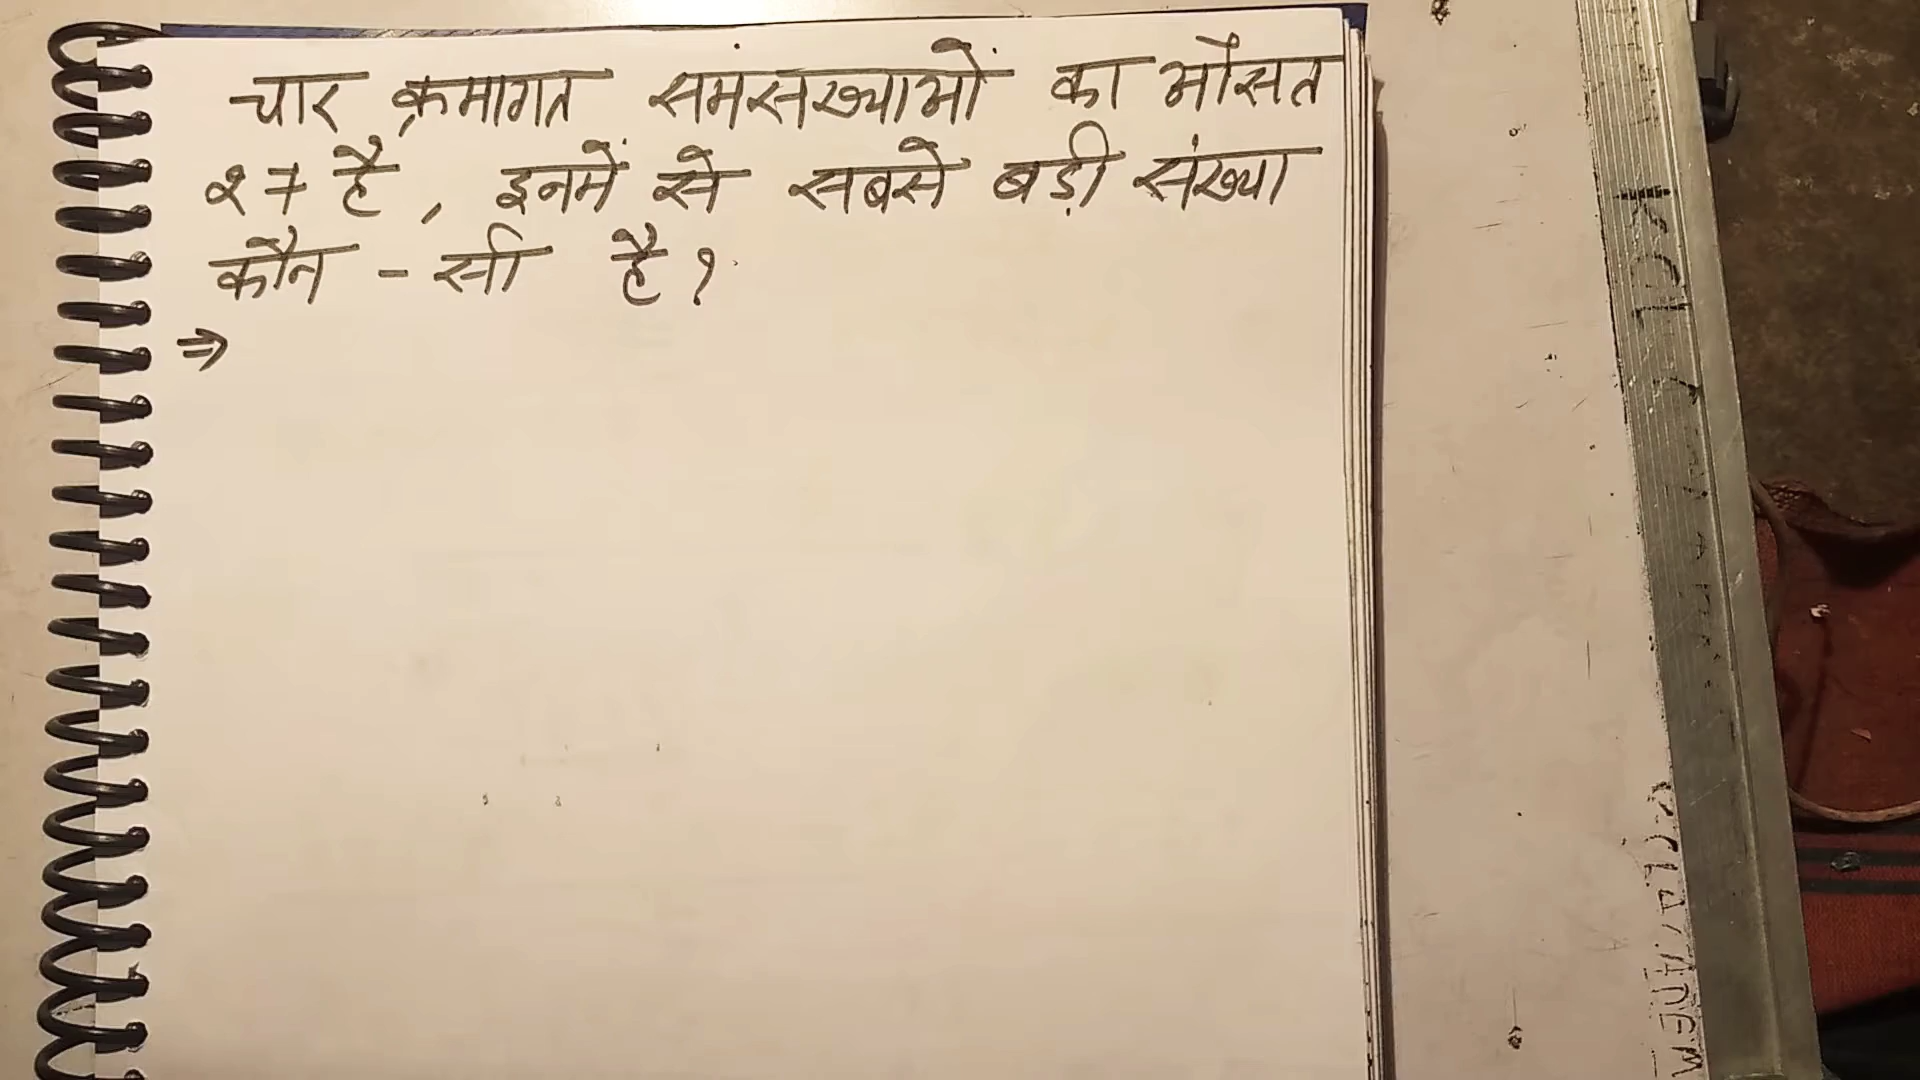 चार क्रमागत समसंख्याओं का औसत
27 है, इनमें से सबसे बड़ी संख्या
कौन - सी है ?
⇒